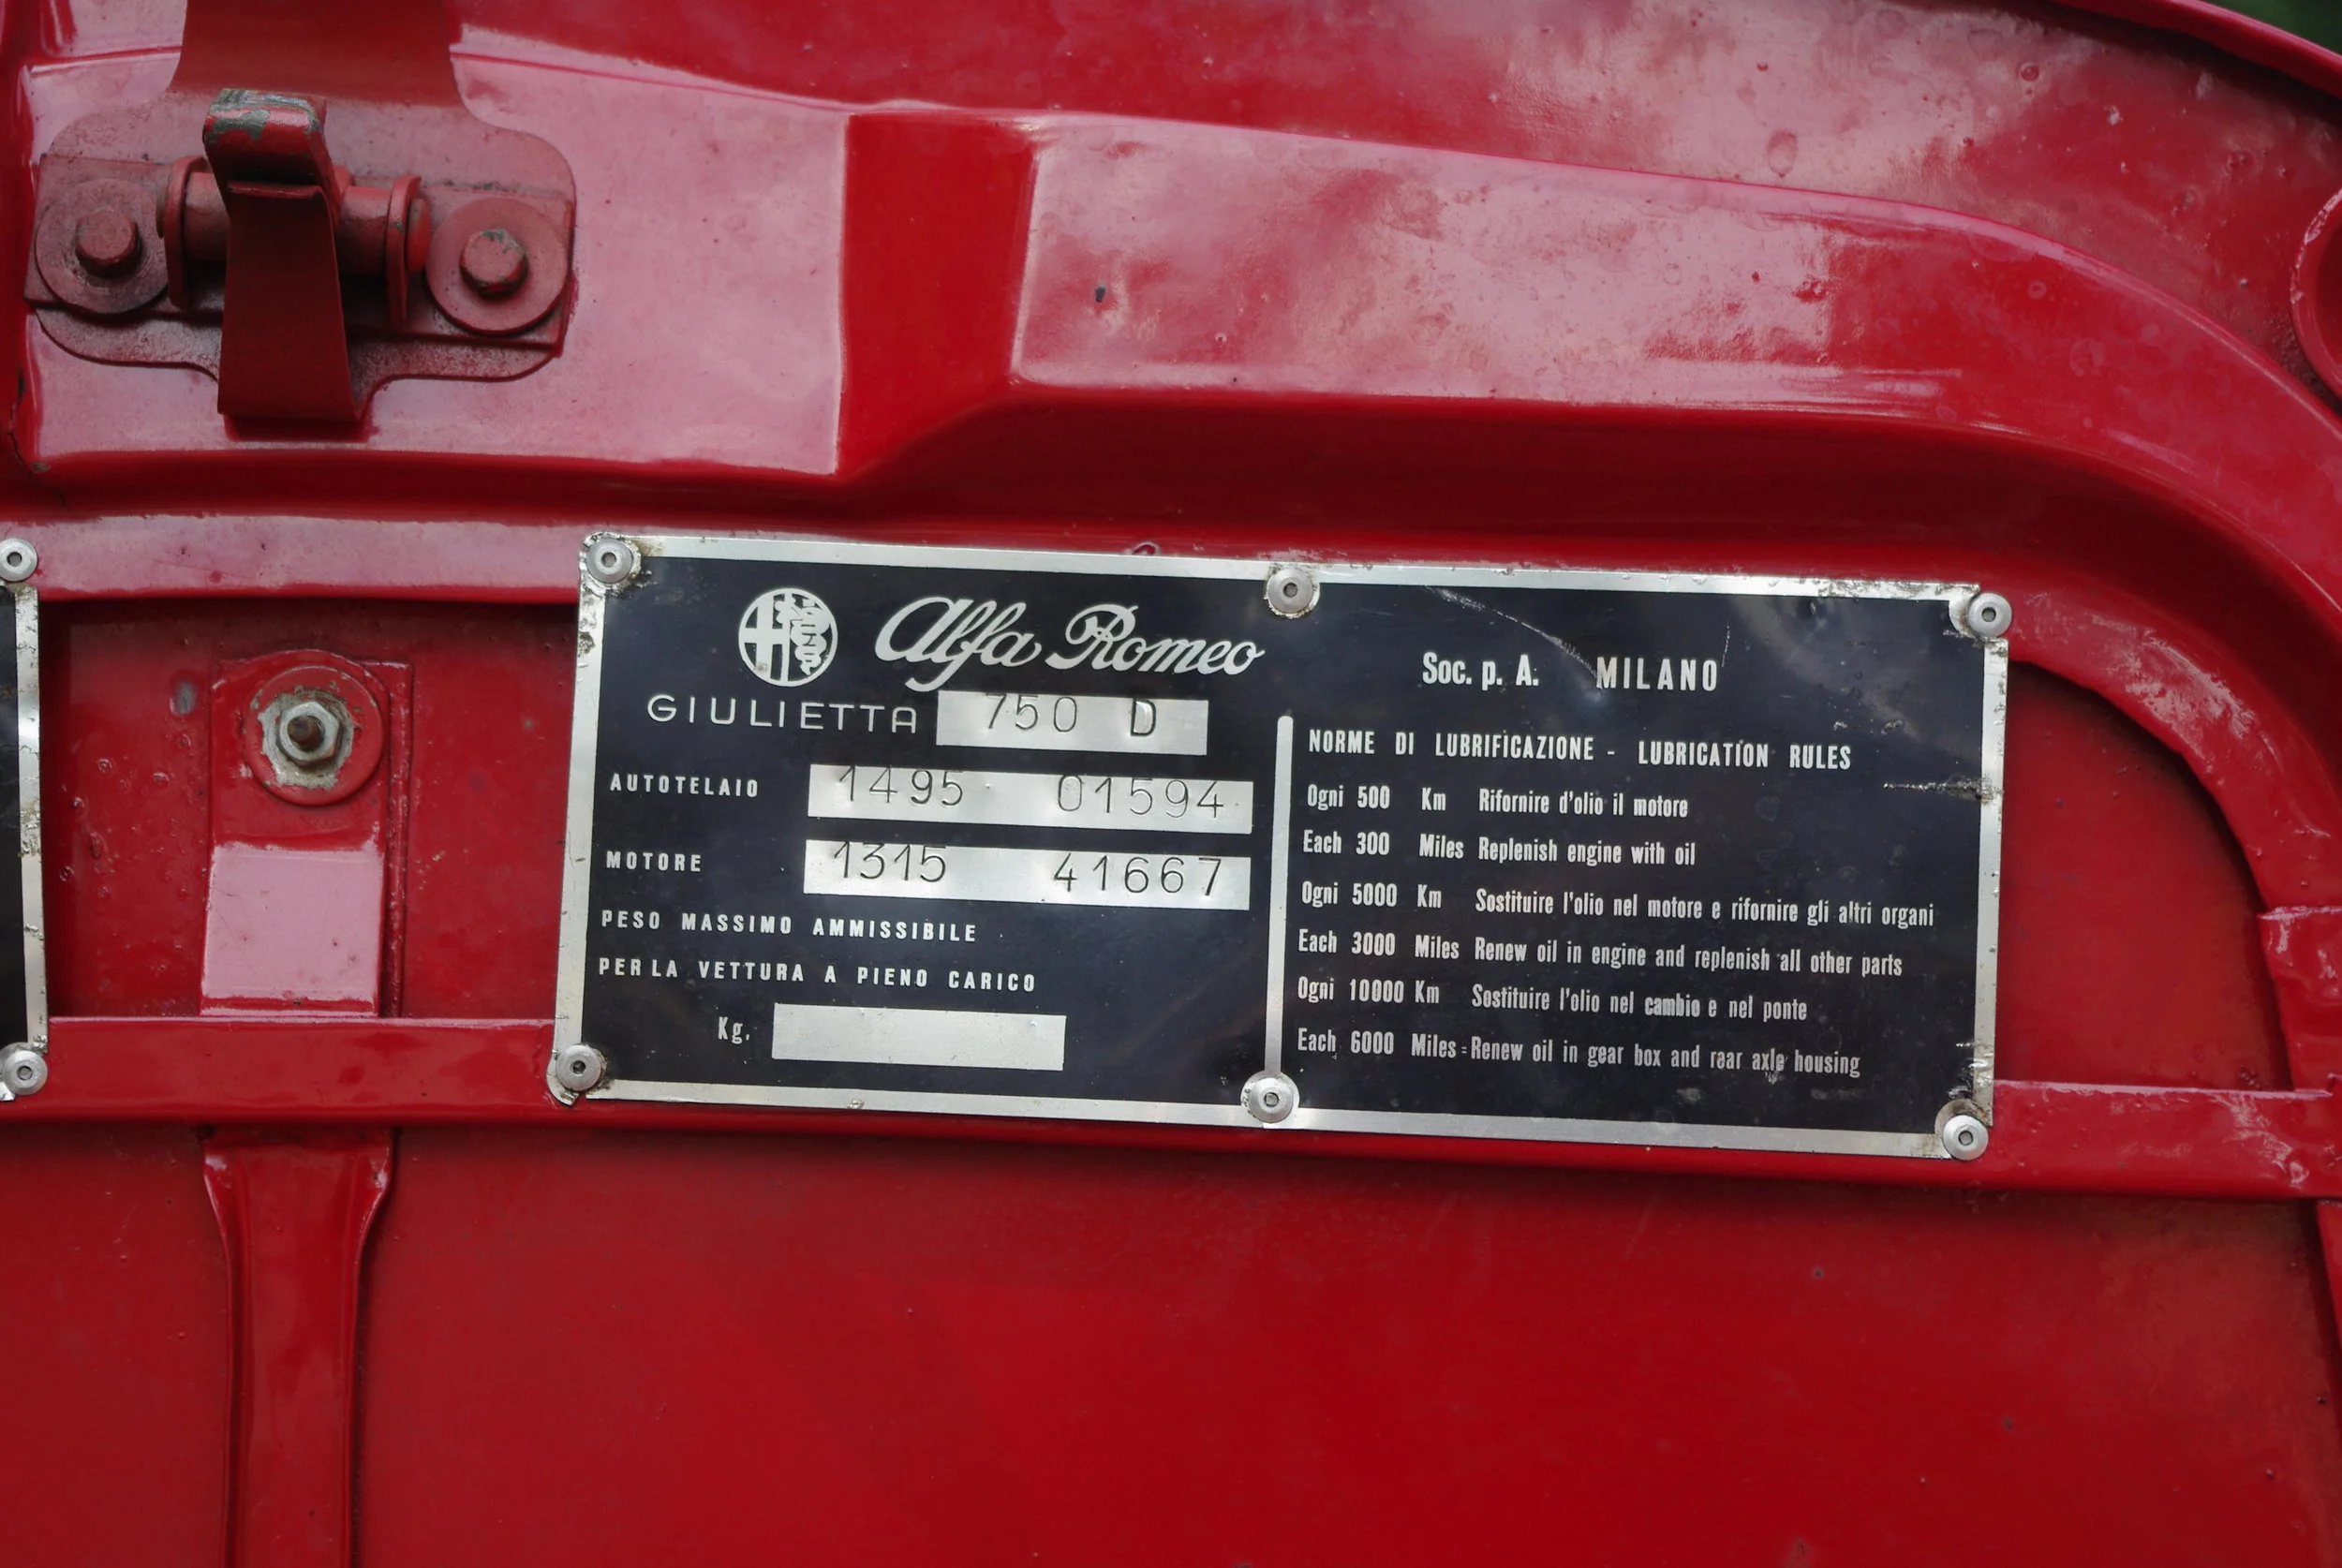 Alfa Romeo
GIULIETTA 750 D
AUTOTELAIO 1495 01594
MOTORE 1315 41667
PESO MASSIMO AMMISSIBILE
PER LA VETTURA A PIENO CARICO
Kg.
Soc. p. A. MILANO
NORME DI LUBRIFICAZIONE - LUBRICATION RULES
Ogni 500 Km Rifornire d'olio il motore
Each 300 Miles Replenish engine with oil
Ogni 5000 Km Sostituire l'olio nel motore e rifornire gli altri organi
Each 3000 Miles Renew oil in engine and replenish all other parts
Ogni 10000 Km Sostituire l'olio nel cambio e nel ponte
Each 6000 Miles = Renew oil in gear box and rear axle housing